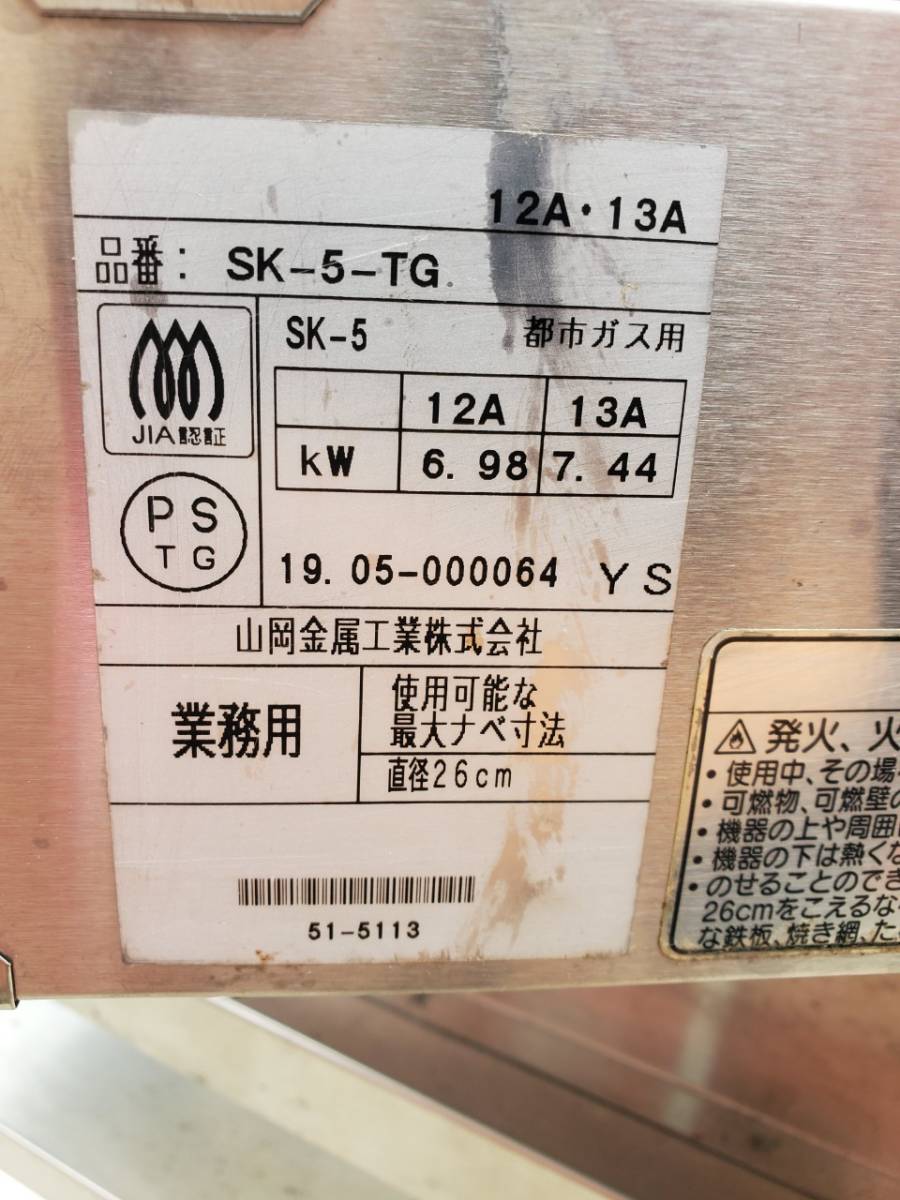 12A・13A
品番：SK-5-TG
JIA認証
PS
TG
SK-5 都市ガス用
12A 13A
kW 6.98 7.44
19.05-000064 YS
山岡金属工業株式会社
業務用
使用可能な
最大ナベ寸法
直径26cm
51-5113
発火、火
・使用中、その場
・可燃物、可燃壁の
・機器の上や周囲に
・機器の下は熱くな
・のせることのでき
26cmをこえるな
な鉄板、焼き網、た